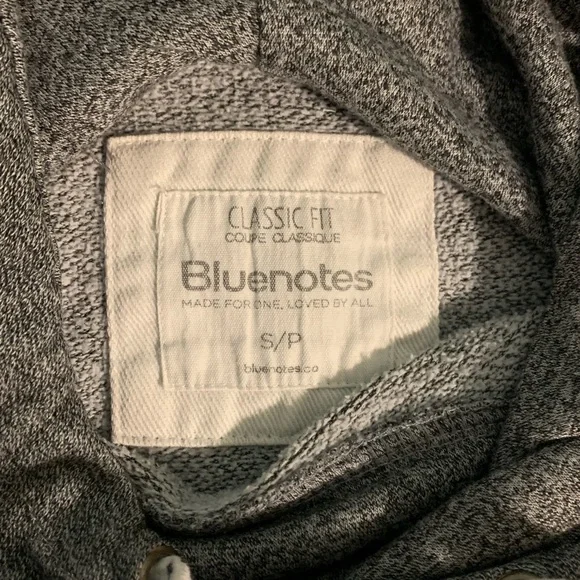 CLASSIC FIT
COUPE CLASSIQUE
Bluenotes
MADE FOR ONE, LOVED BY ALL
S/P
bluenotes.co